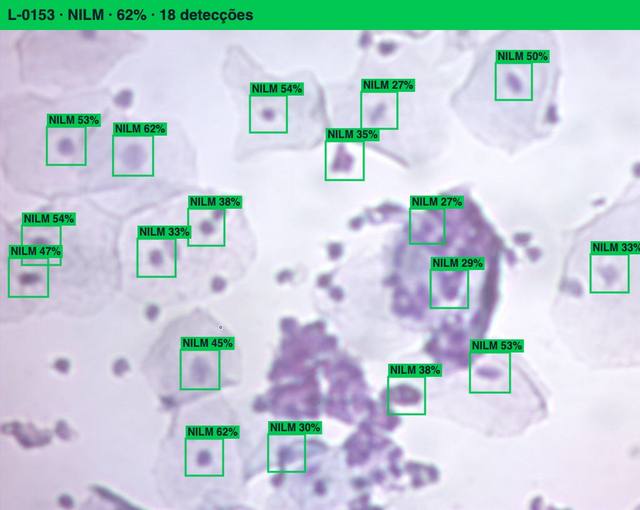 L-0153 · NILM · 62% · 18 detecções
NILM 50%
NILM 54%
NILM 27%
NILM 53%
NILM 62%
NILM 35%
NILM 38%
NILM 27%
NILM 54%
NILM 33%
NILM 47%
NILM 33%
NILM 29%
NILM 45%
NILM 53%
NILM 38%
NILM 62%
NILM 30%